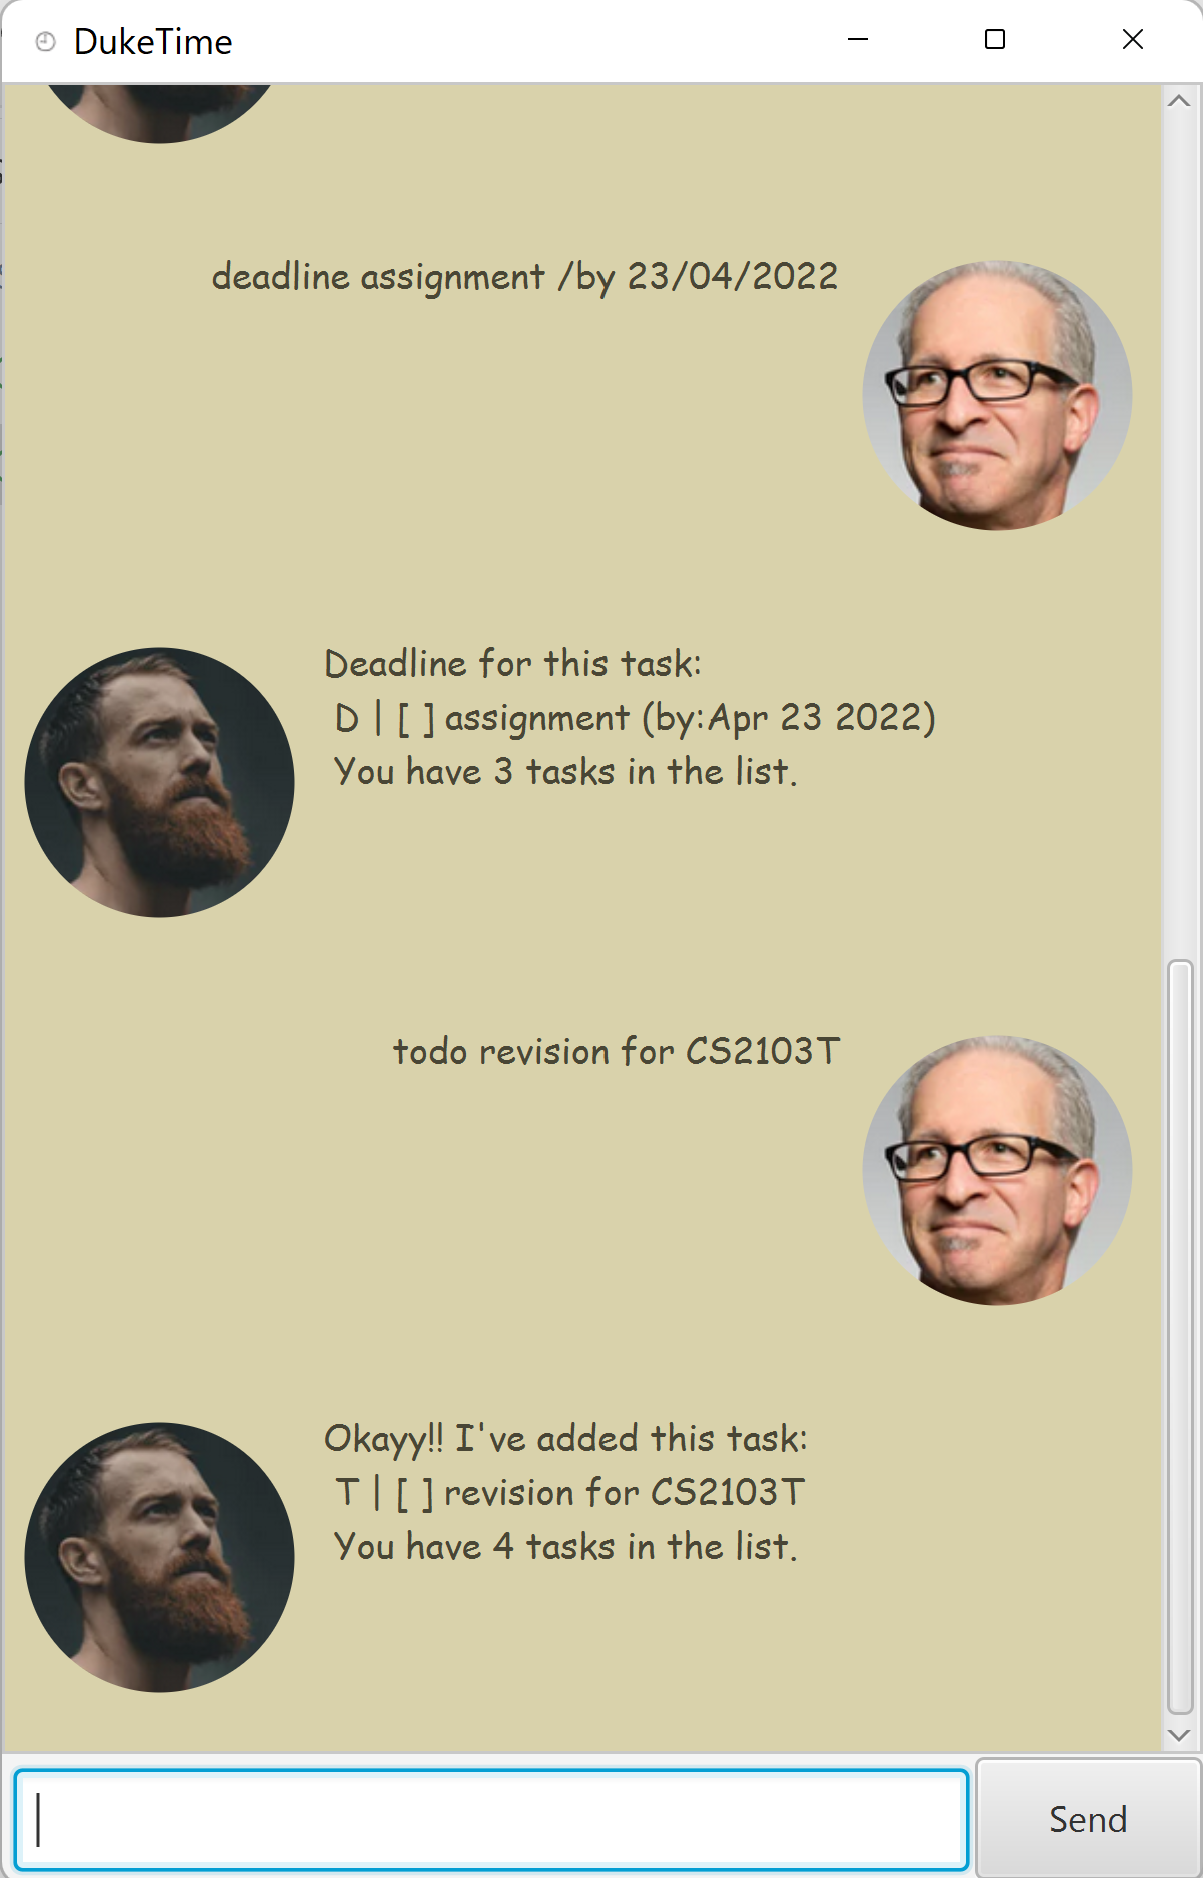 DukeTime
deadline assignment /by 23/04/2022
Deadline for this task:
D | [ ] assignment (by:Apr 23 2022)
You have 3 tasks in the list.
todo revision for CS2103T
Okayy!! I've added this task:
T | [ ] revision for CS2103T
You have 4 tasks in the list.
Send